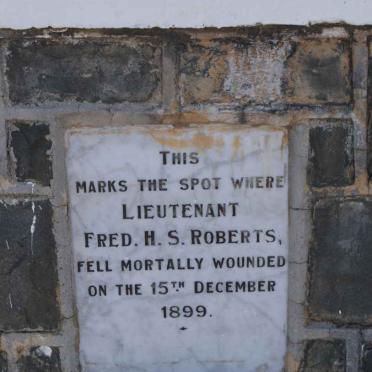 THIS
MARKS THE SPOT WHERE
LIEUTENANT
FRED. H. S. ROBERTS,
FELL MORTALLY WOUNDED
ON THE 15TH DECEMBER
1899.